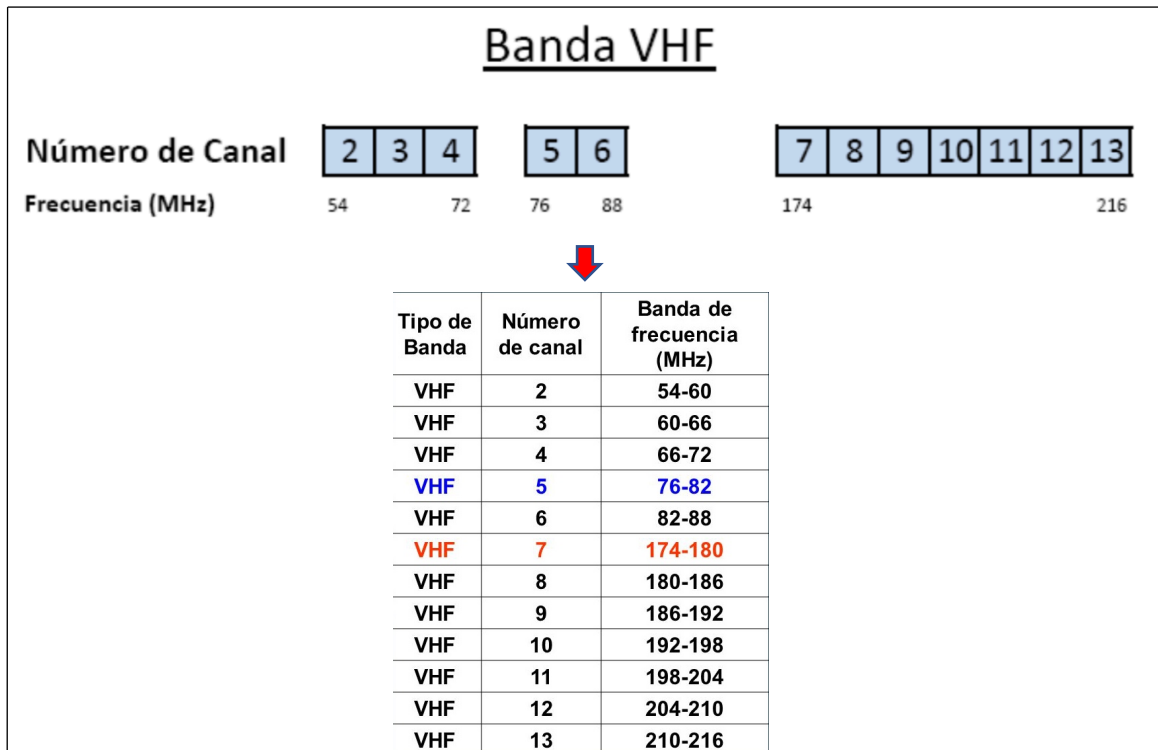 Banda VHF
Número de Canal 2 3 4 5 6 7 8 9 10 11 12 13
Frecuencia (MHz) 54 72 76 88 174 216
Tipo de Banda Número de canal Banda de frecuencia (MHz)
VHF 2 54-60
VHF 3 60-66
VHF 4 66-72
VHF 5 76-82
VHF 6 82-88
VHF 7 174-180
VHF 8 180-186
VHF 9 186-192
VHF 10 192-198
VHF 11 198-204
VHF 12 204-210
VHF 13 210-216